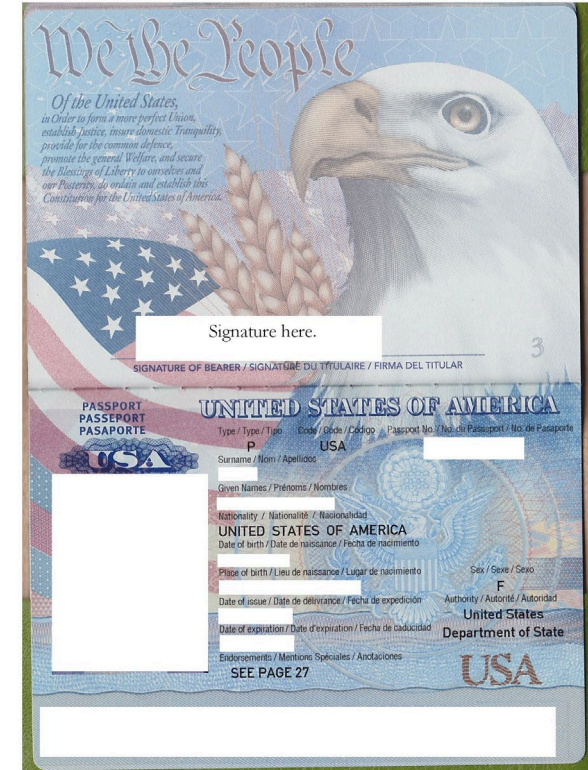 We the People
Of the United States,
in Order to form a more perfect Union,
establish Justice, insure domestic Tranquility,
provide for the common defence,
promote the general Welfare, and secure
the Blessings of Liberty to ourselves and
our Posterity, do ordain and establish this
Constitution for the United States of America.
Signature here.
3
SIGNATURE OF BEARER / SIGNATURE DU TITULAIRE / FIRMA DEL TITULAR
PASSPORT
PASSEPORT
PASAPORTE
USA
UNITED STATES OF AMERICA
Type / Type / Tipo Code / Code / Código Passport No. / No. du Passeport / No. de Pasaporte
P USA
Surname / Nom / Apellidos
Given Names / Prénoms / Nombres
Nationality / Nationalité / Nacionalidad
UNITED STATES OF AMERICA
Date of birth / Date de naissance / Fecha de nacimiento
Place of birth / Lieu de naissance / Lugar de nacimiento Sex / Sexe / Sexo
F
Date of issue / Date de délivrance / Fecha de expedición Authority / Autorité / Autoridad
United States
Date of expiration / Date d'expiration / Fecha de caducidad Department of State
Endorsements / Mentions Spéciales / Anotaciones
SEE PAGE 27
USA